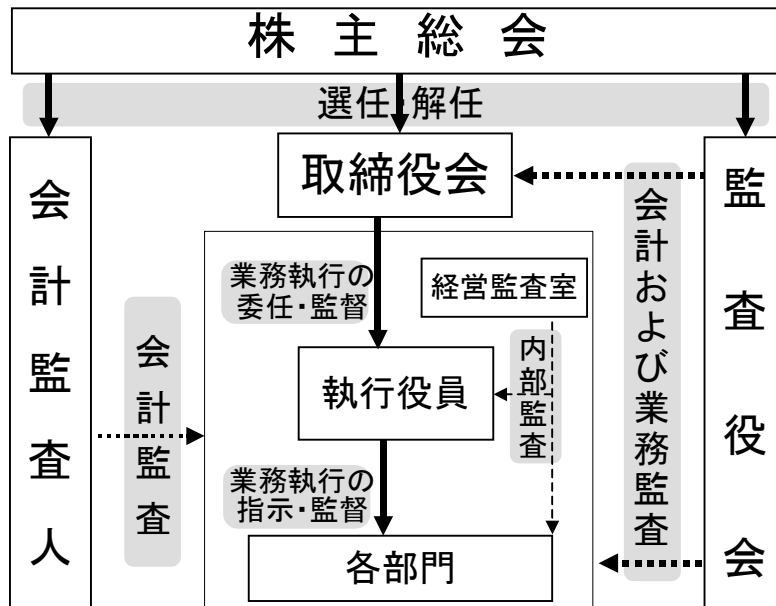 株主総会
選任・解任
会計監査人
取締役会
監査役会
業務執行の
委任・監督
経営監査室
会計および業務監査
会計監査
執行役員
内部監査
業務執行の
指示・監督
各部門